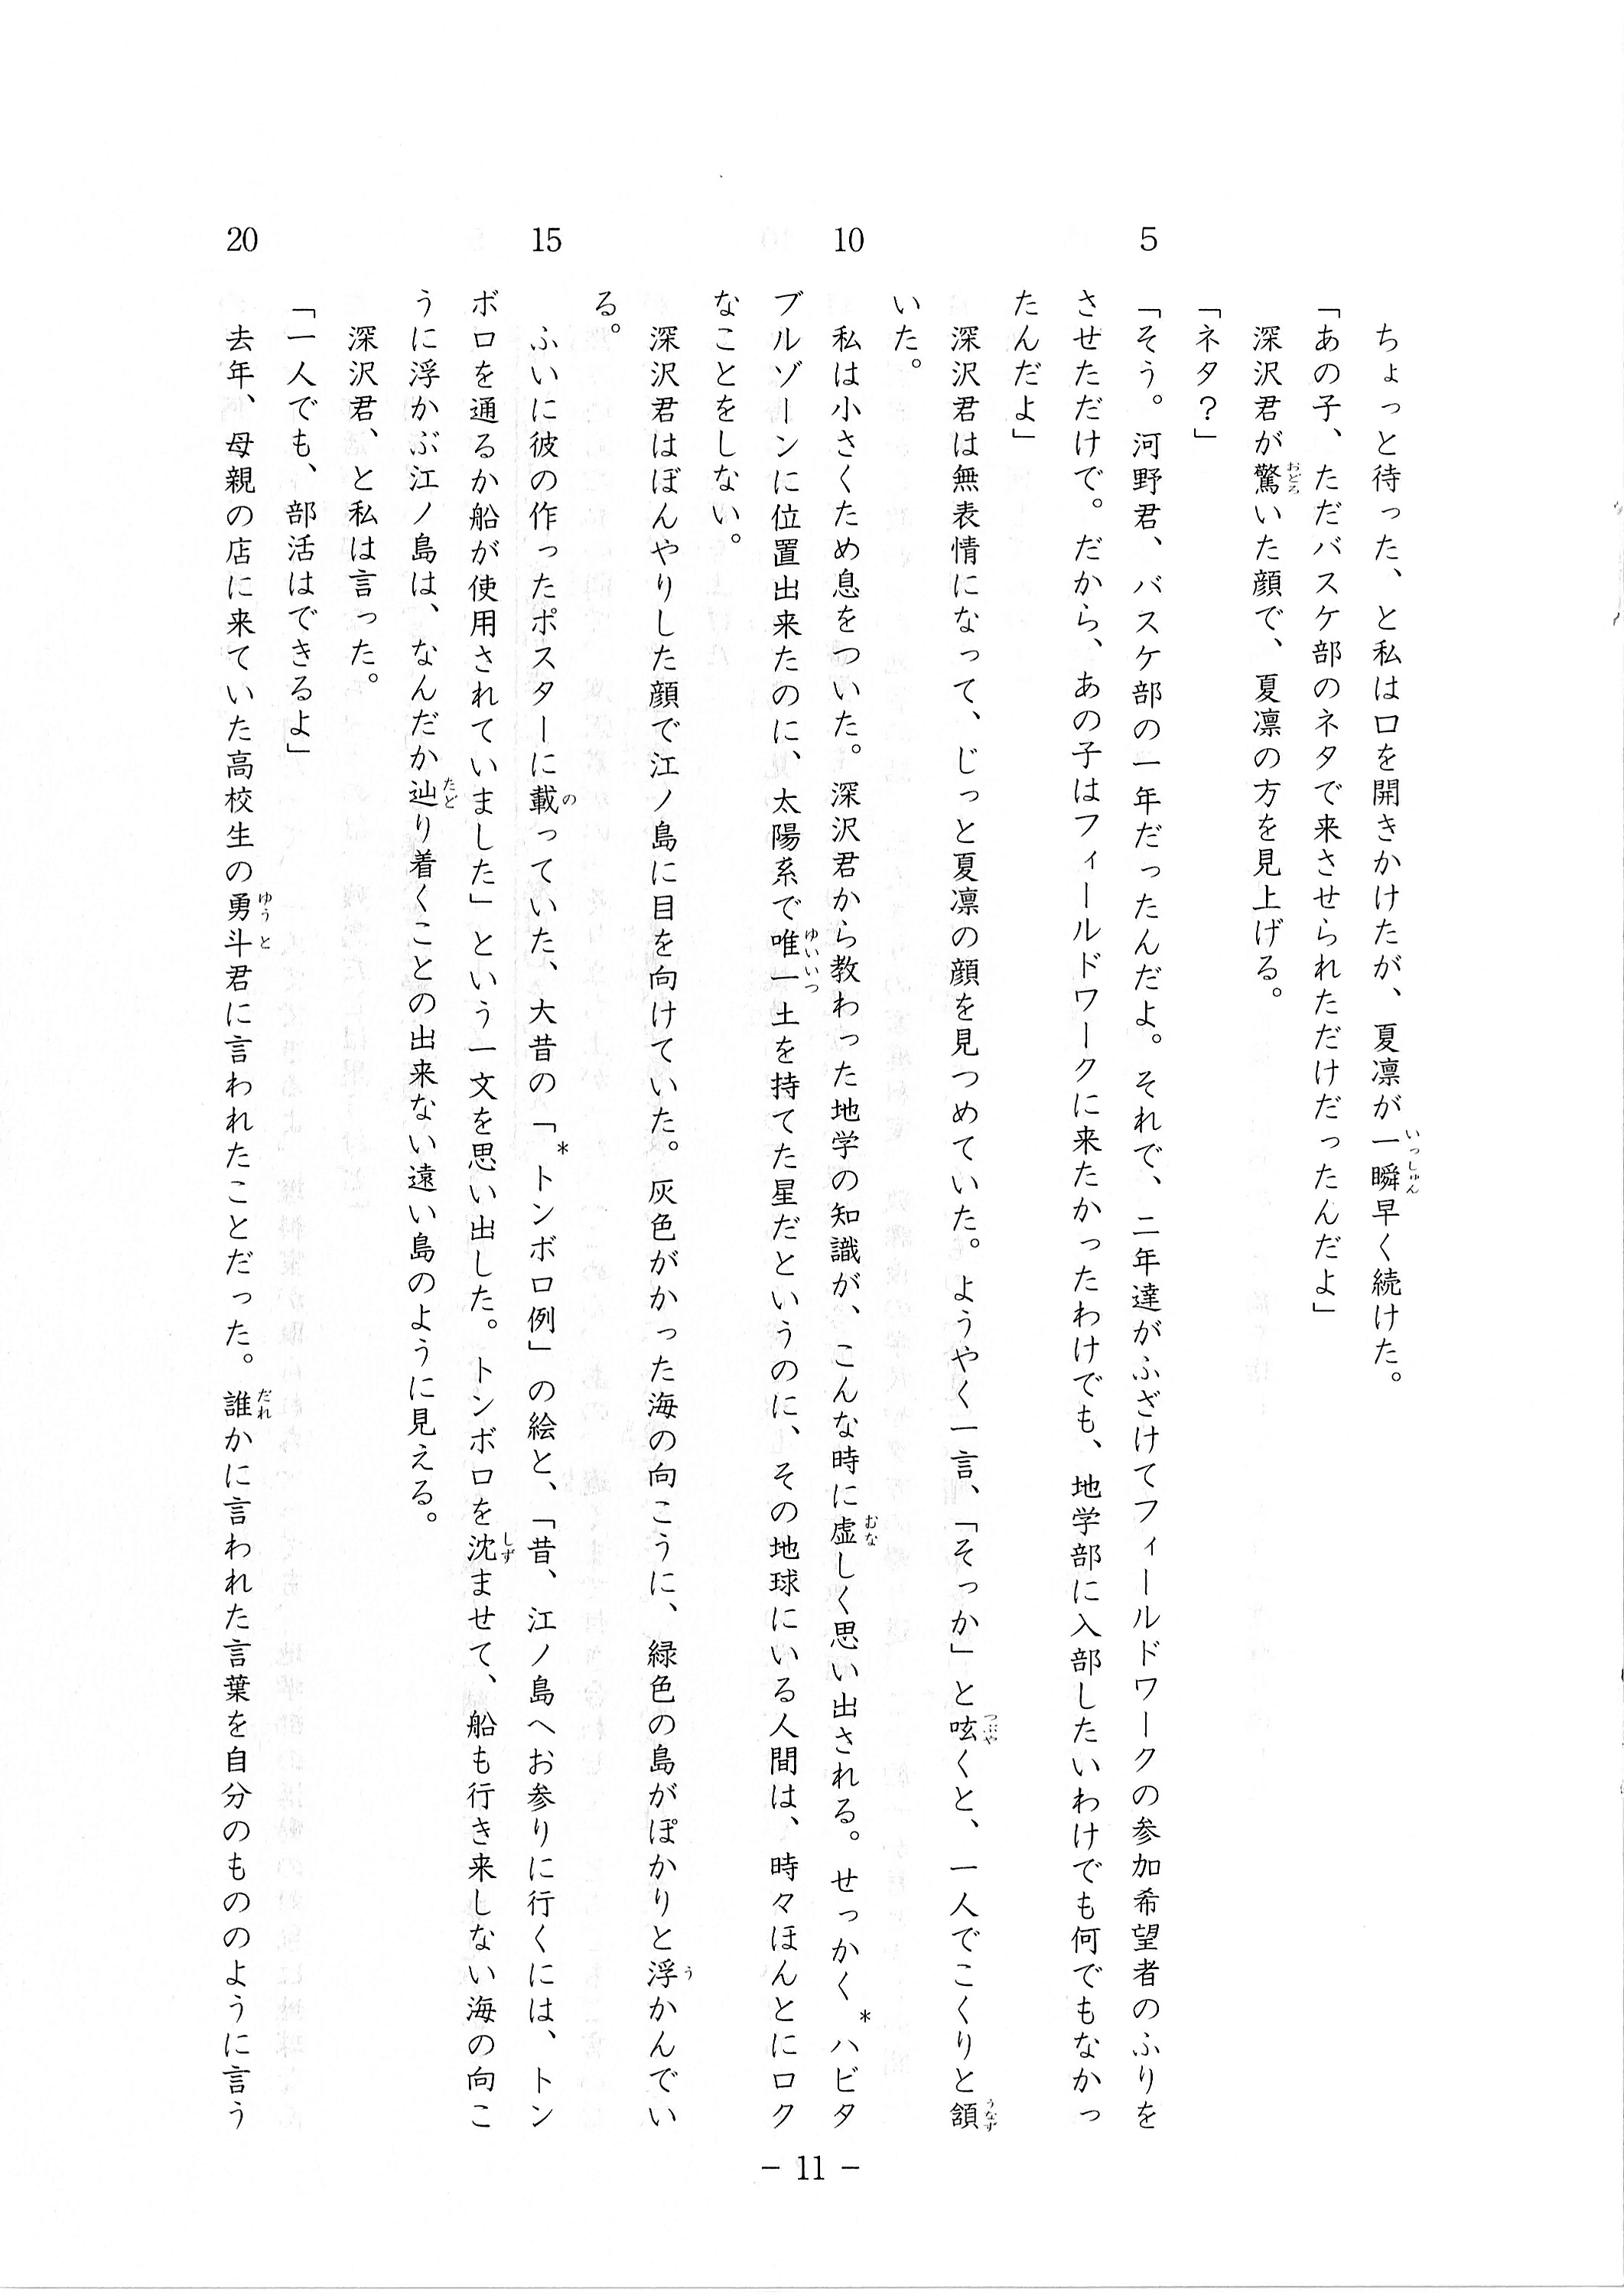 ちょっと待った、と私は口を開きかけたが、夏凛が一瞬早く続けた。
「あの子、ただバスケ部のネタで来させられただけだったんだよ」
深沢君が驚いた顔で、夏凛の方を見上げる。
「ネタ？」
5
「そう。河野君、バスケ部の一年だったんだよ。それで、二年達がふざけてフィールドワークの参加希望者のふりを
させただけで。だから、あの子はフィールドワークに来たかったわけでも、地学部に入部したいわけでも何でもなかっ
たんだよ」
深沢君は無表情になって、じっと夏凛の顔を見つめていた。ようやく一言、「そっか」と呟くと、一人でこくりと頷
いた。
10
私は小さくため息をついた。深沢君から教わった地学の知識が、こんな時に虚しく思い出される。せっかく＊ハビタ
ブルゾーンに位置出来たのに、太陽系で唯一土を持てた星だというのに、その地球にいる人間は、時々ほんとにロク
なことをしない。
深沢君はぼんやりした顔で江ノ島に目を向けていた。灰色がかった海の向こうに、緑色の島がぽかりと浮かんでい
る。
15
ふいに彼の作ったポスターに載っていた、大昔の「＊トンボロ例」の絵と、「昔、江ノ島へお参りに行くには、トン
ボロを通るか船が使用されていました」という一文を思い出した。トンボロを沈ませて、船も行き来しない海の向こ
うに浮かぶ江ノ島は、なんだか辿り着くことの出来ない遠い島のように見える。
深沢君、と私は言った。
「一人でも、部活はできるよ」
20
去年、母親の店に来ていた高校生の勇斗君に言われたことだった。誰かに言われた言葉を自分のもののように言う
－ 11 －